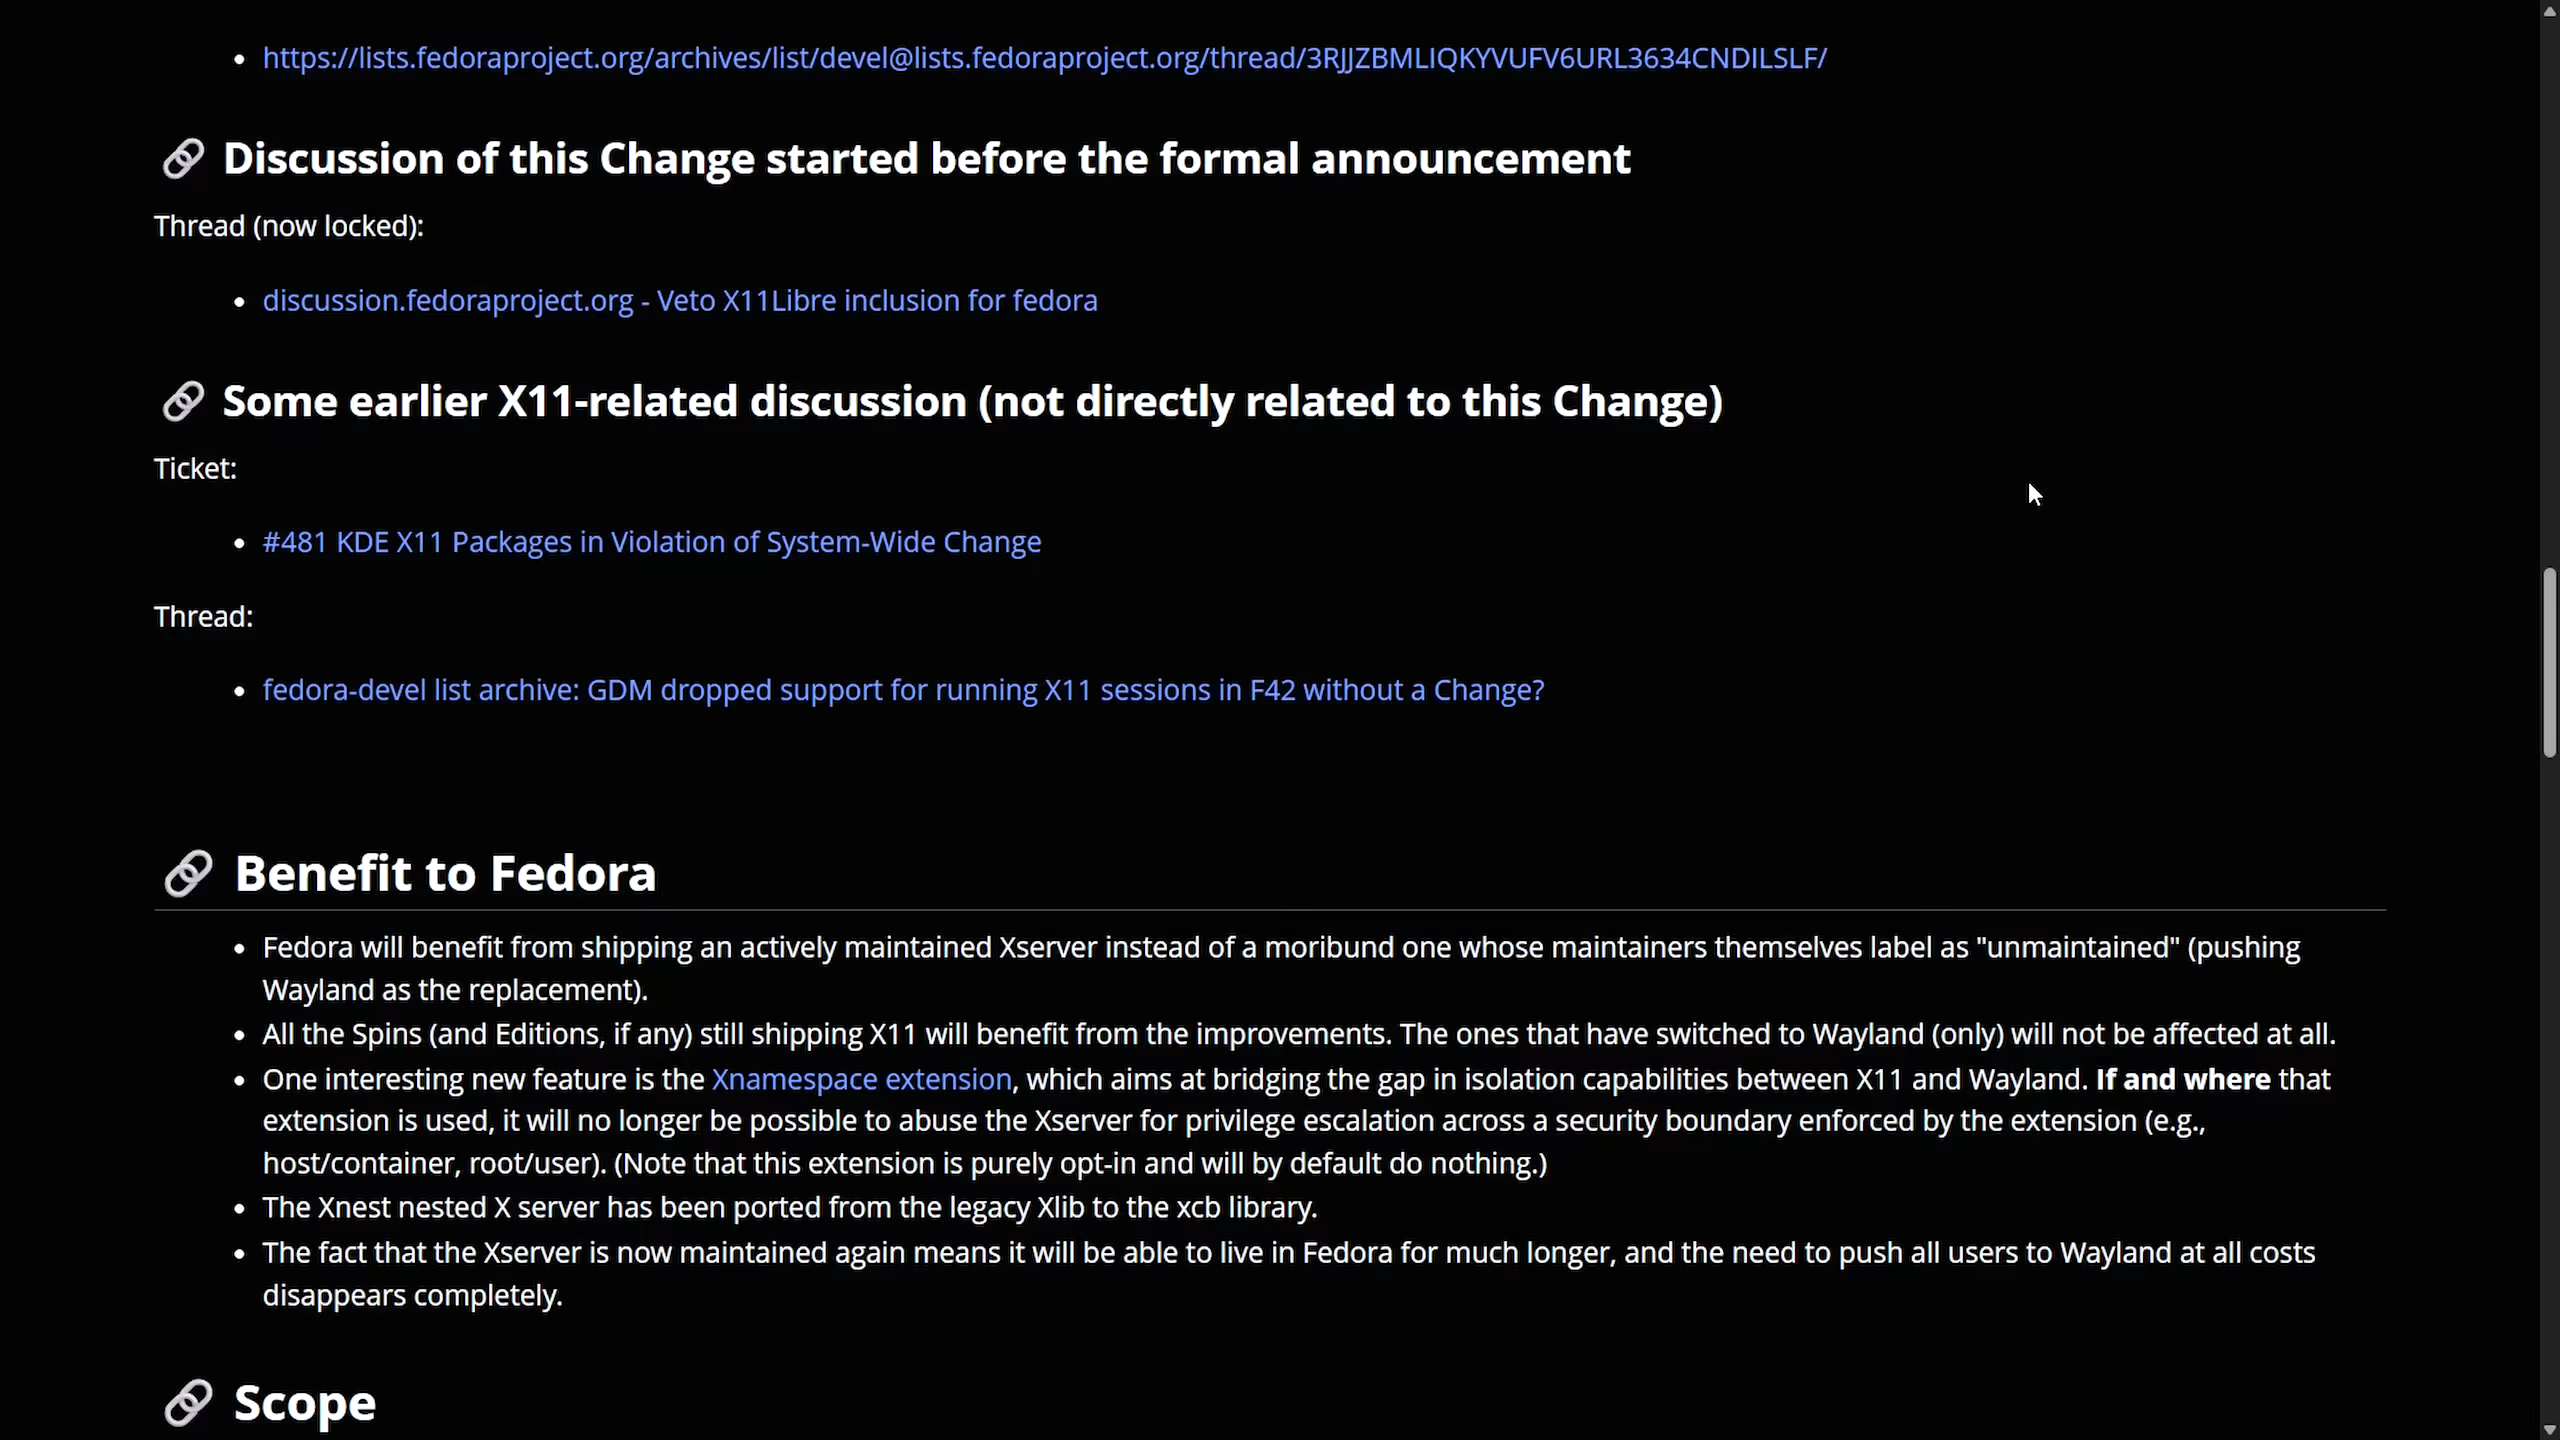 https://lists.fedoraproject.org/archives/list/devel@lists.fedoraproject.org/thread/3RJJZBMLIQKYVUFV6URL3634CNDILSLF/
Discussion of this Change started before the formal announcement
Thread (now locked):
discussion.fedoraproject.org - Veto X11Libre inclusion for fedora
Some earlier X11-related discussion (not directly related to this Change)
Ticket:
#481 KDE X11 Packages in Violation of System-Wide Change
Thread:
fedora-devel list archive: GDM dropped support for running X11 sessions in F42 without a Change?
Benefit to Fedora
Fedora will benefit from shipping an actively maintained Xserver instead of a moribund one whose maintainers themselves label as "unmaintained" (pushing
Wayland as the replacement).
All the Spins (and Editions, if any) still shipping X11 will benefit from the improvements. The ones that have switched to Wayland (only) will not be affected at all.
One interesting new feature is the Xnamespace extension, which aims at bridging the gap in isolation capabilities between X11 and Wayland. If and where that
extension is used, it will no longer be possible to abuse the Xserver for privilege escalation across a security boundary enforced by the extension (e.g.,
host/container, root/user). (Note that this extension is purely opt-in and will by default do nothing.)
The Xnest nested X server has been ported from the legacy Xlib to the xcb library.
The fact that the Xserver is now maintained again means it will be able to live in Fedora for much longer, and the need to push all users to Wayland at all costs
disappears completely.
Scope